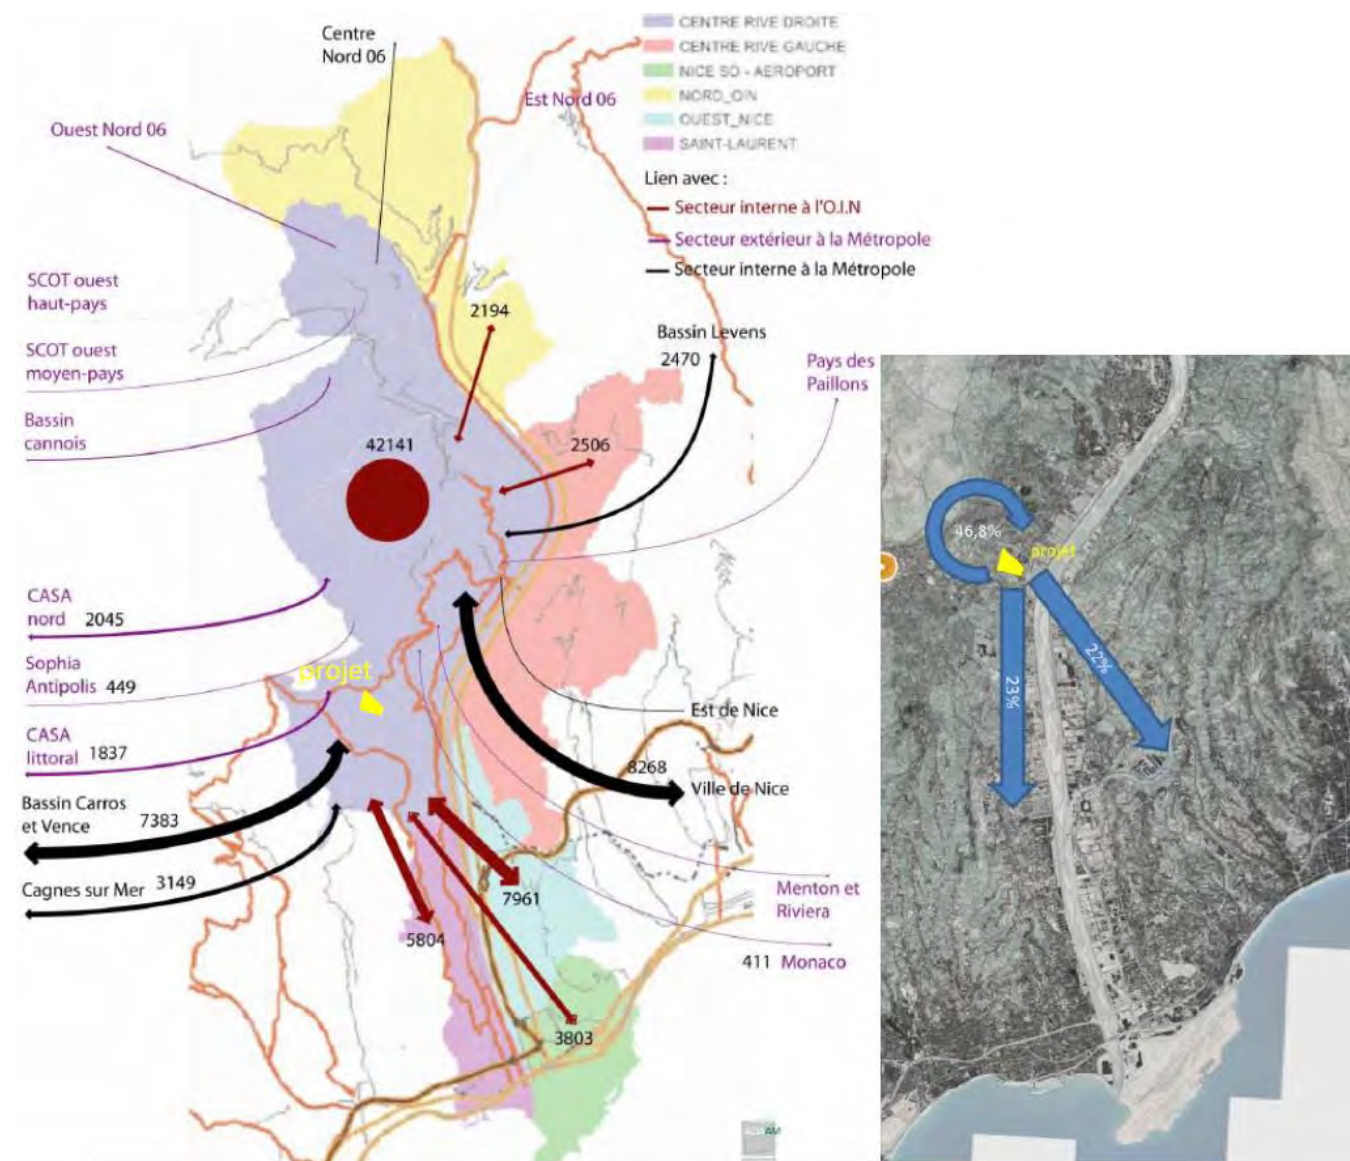 CENTRE RIVE DROITE
CENTRE RIVE GAUCHE
NICE SO - AEROPORT
NORD_OIN
OUEST_NICE
SAINT-LAURENT
Lien avec :
Secteur interne à l'O.I.N
Secteur extérieur à la Métropole
Secteur interne à la Métropole
Centre
Nord 06
Est Nord 06
Ouest Nord 06
SCOT ouest
haut-pays
SCOT ouest
moyen-pays
Bassin
cannois
2194
Bassin Levens
2470
Pays des
Paillons
42141
2506
CASA
nord 2045
Sophia
Antipolis 449
projet
CASA
littoral 1837
Bassin Carros
et Vence 7383
Cagnes sur Mer 3149
Est de Nice
8268
Ville de Nice
7961
5804
3803
Menton et
Riviera
411 Monaco
46,8%
projet
23%
22%